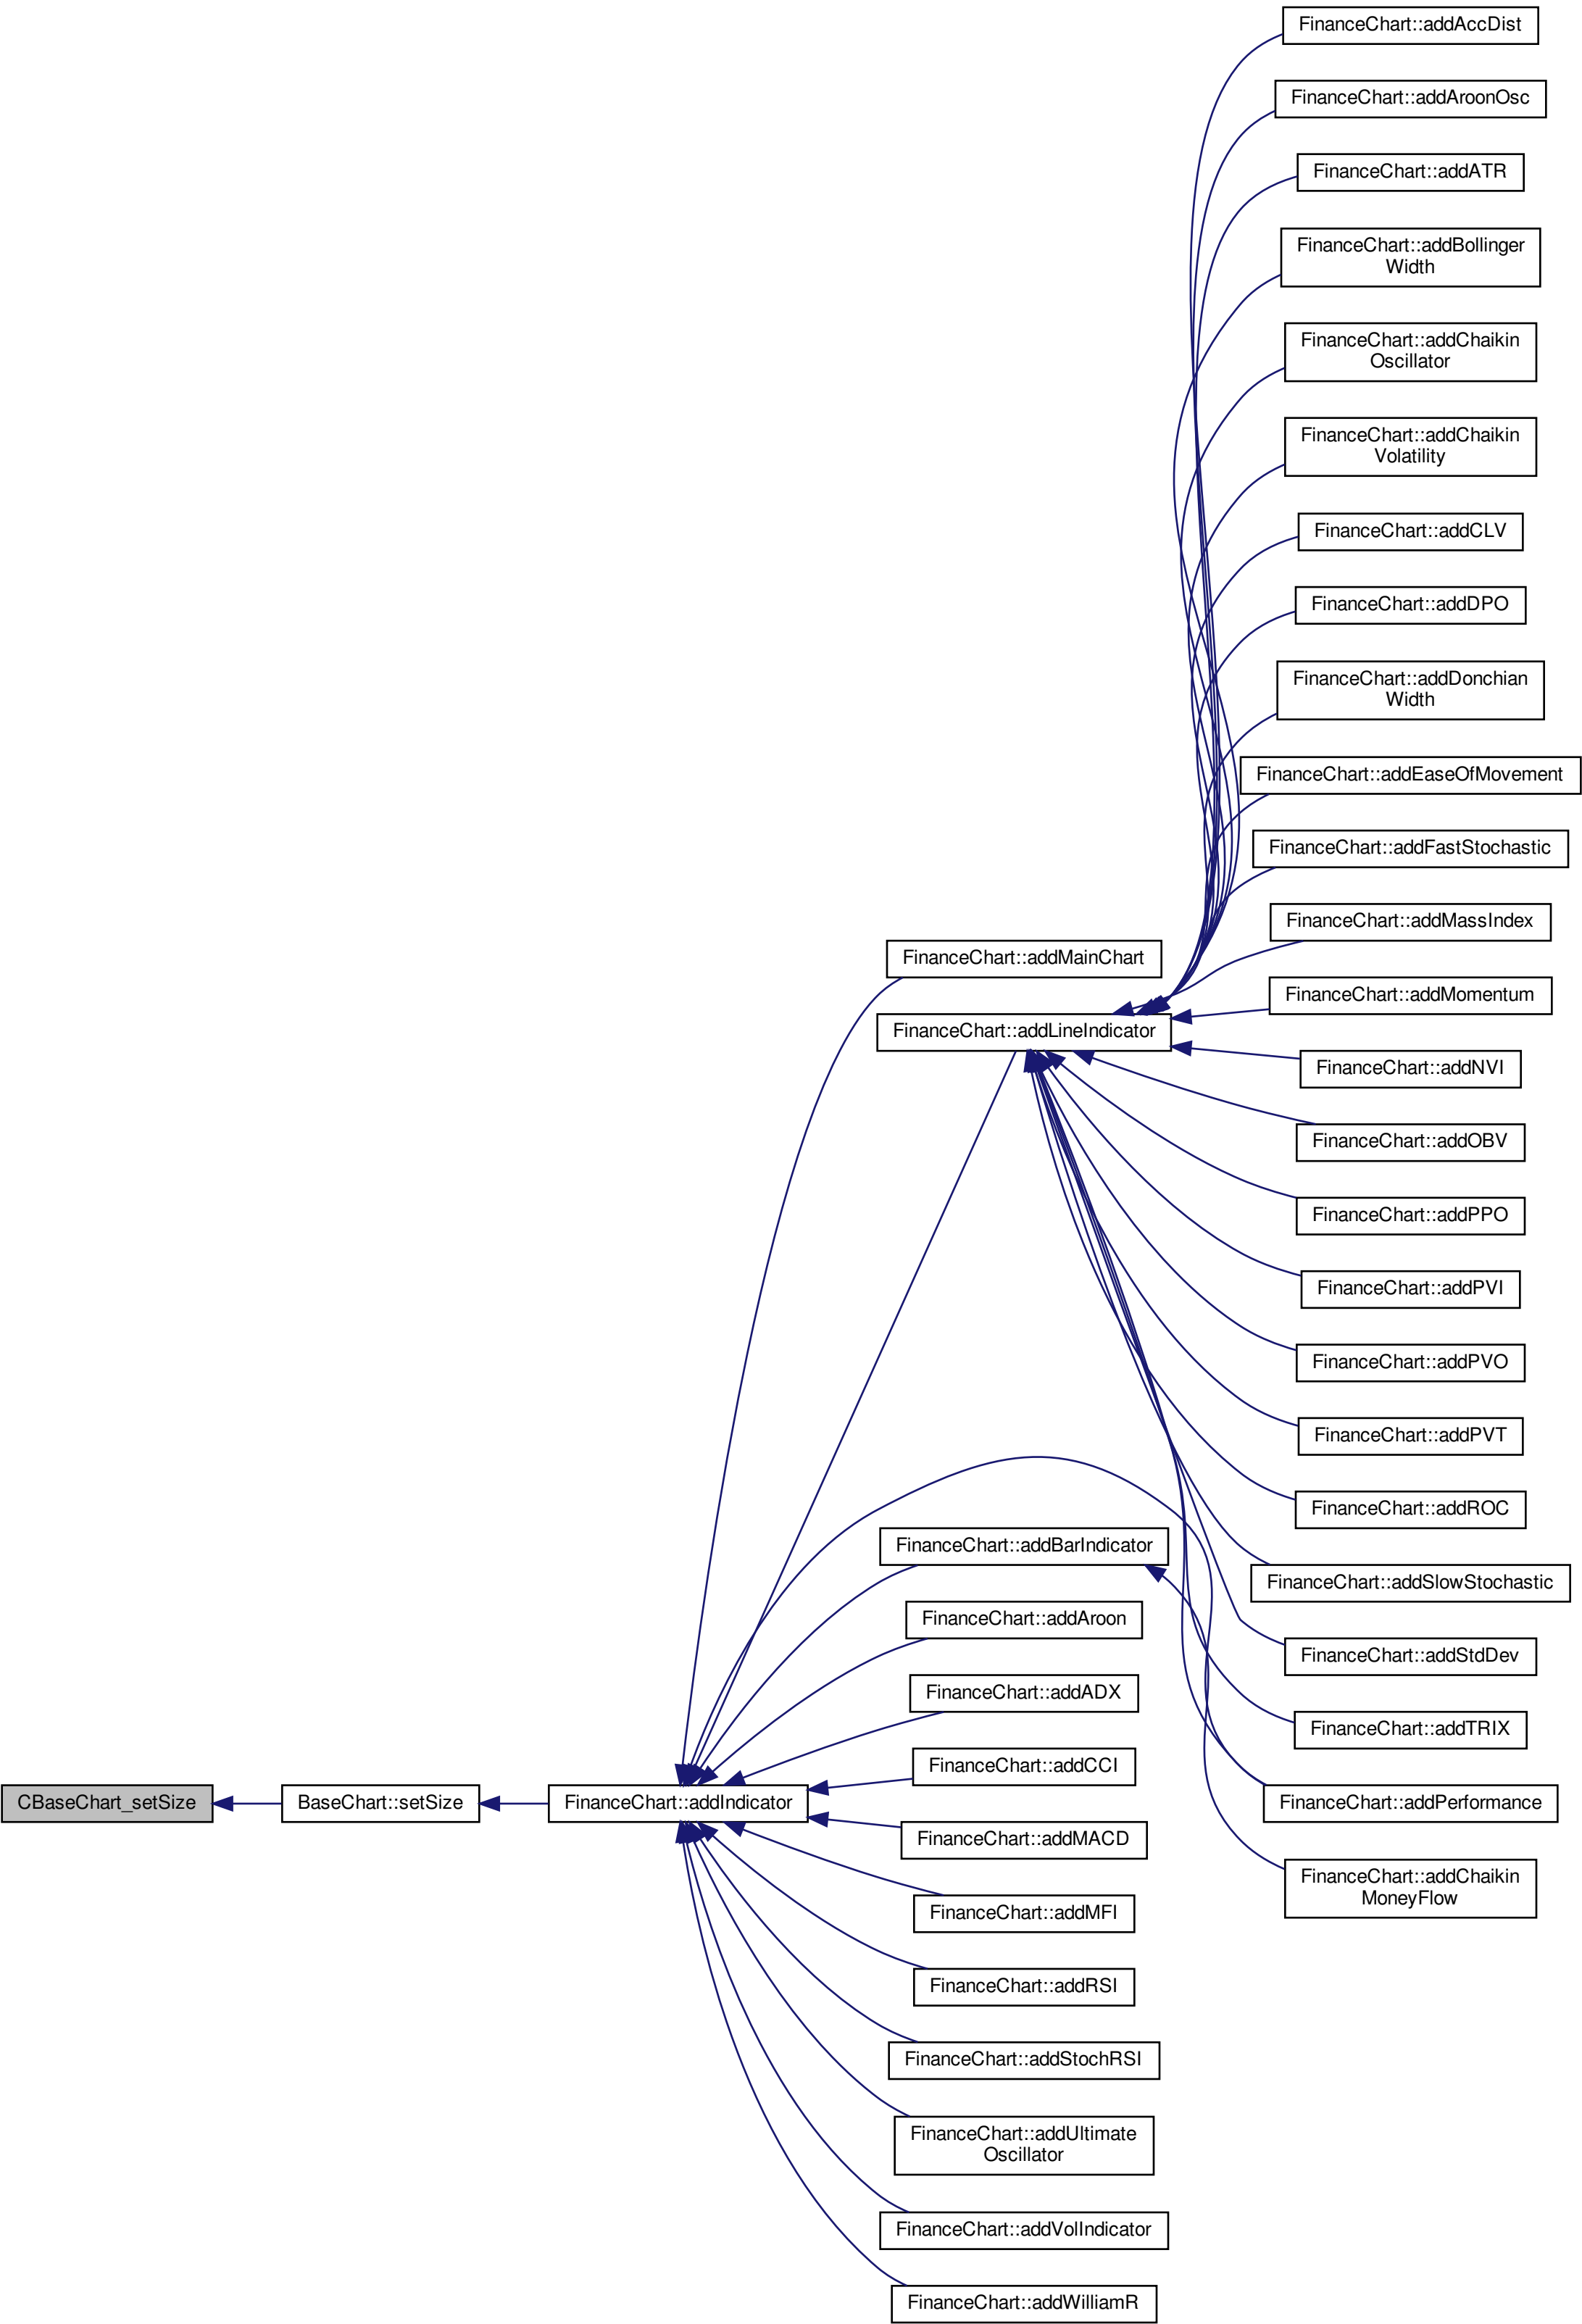 FinanceChart::addAccDist
FinanceChart::addAroonOsc
FinanceChart::addATR
FinanceChart::addBollinger
Width
FinanceChart::addChaikin
Oscillator
FinanceChart::addChaikin
Volatility
FinanceChart::addCLV
FinanceChart::addDPO
FinanceChart::addDonchian
Width
FinanceChart::addEaseOfMovement
FinanceChart::addFastStochastic
FinanceChart::addMassIndex
FinanceChart::addMainChart
FinanceChart::addMomentum
FinanceChart::addLineIndicator
FinanceChart::addNVI
FinanceChart::addOBV
FinanceChart::addPPO
FinanceChart::addPVI
FinanceChart::addPVO
FinanceChart::addPVT
FinanceChart::addROC
FinanceChart::addBarIndicator
FinanceChart::addSlowStochastic
FinanceChart::addAroon
FinanceChart::addStdDev
FinanceChart::addADX
FinanceChart::addTRIX
FinanceChart::addCCI
CBaseChart_setSize
BaseChart::setSize
FinanceChart::addIndicator
FinanceChart::addPerformance
FinanceChart::addMACD
FinanceChart::addChaikin
MoneyFlow
FinanceChart::addMFI
FinanceChart::addRSI
FinanceChart::addStochRSI
FinanceChart::addUltimate
Oscillator
FinanceChart::addVolIndicator
FinanceChart::addWilliamR